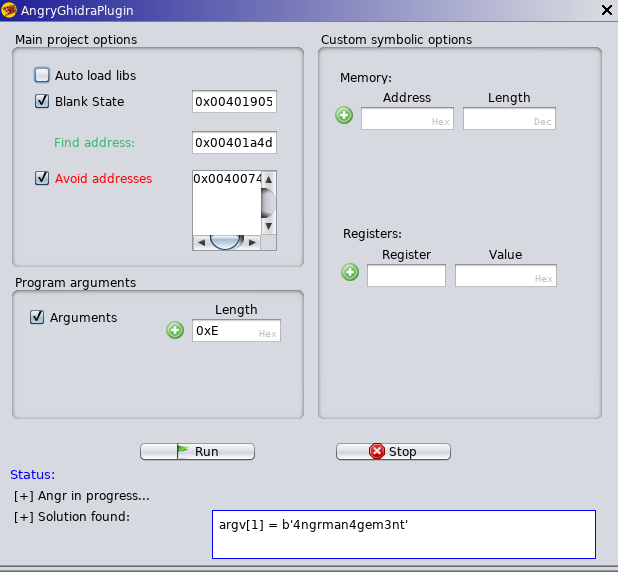 AngryGhidraPlugin
Main project options
Auto load libs
Blank State
0x00401905
Find address:
0x00401a4d
Avoid addresses
0x0040074
Program arguments
Arguments
Length
0xE
Hex
Custom symbolic options
Memory:
Address
Length
Hex
Dec
Registers:
Register
Value
Hex
Run
Stop
Status:
[+] Angr in progress...
[+] Solution found:
argv[1] = b'4ngrman4gem3nt'